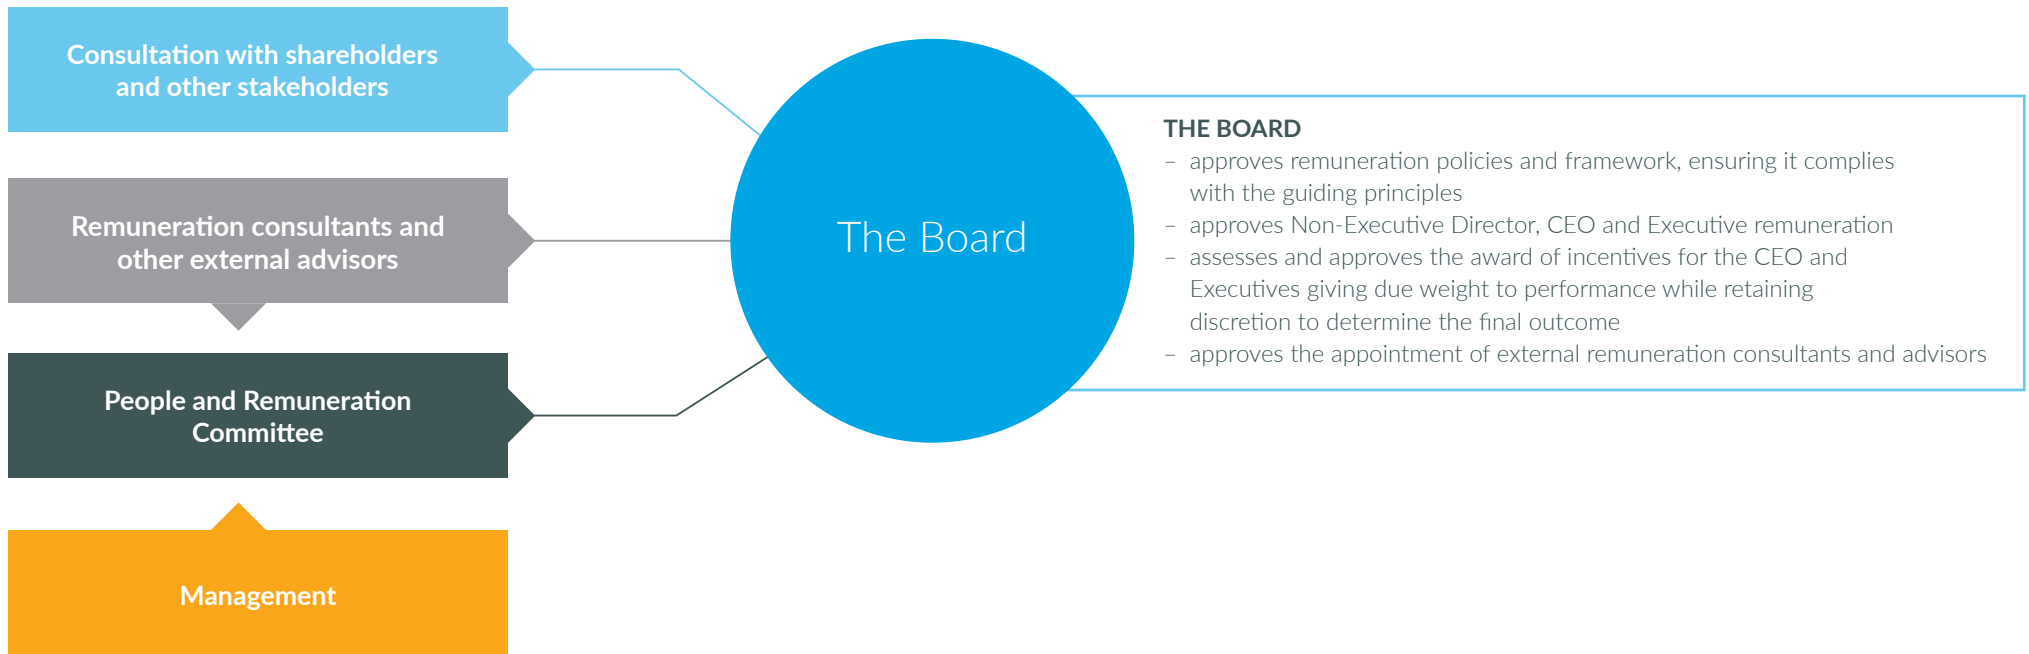 Consultation with shareholders
and other stakeholders
Remuneration consultants and
other external advisors
People and Remuneration
Committee
Management
The Board
THE BOARD
– approves remuneration policies and framework, ensuring it complies
with the guiding principles
– approves Non-Executive Director, CEO and Executive remuneration
– assesses and approves the award of incentives for the CEO and
Executives giving due weight to performance while retaining
discretion to determine the final outcome
– approves the appointment of external remuneration consultants and advisors